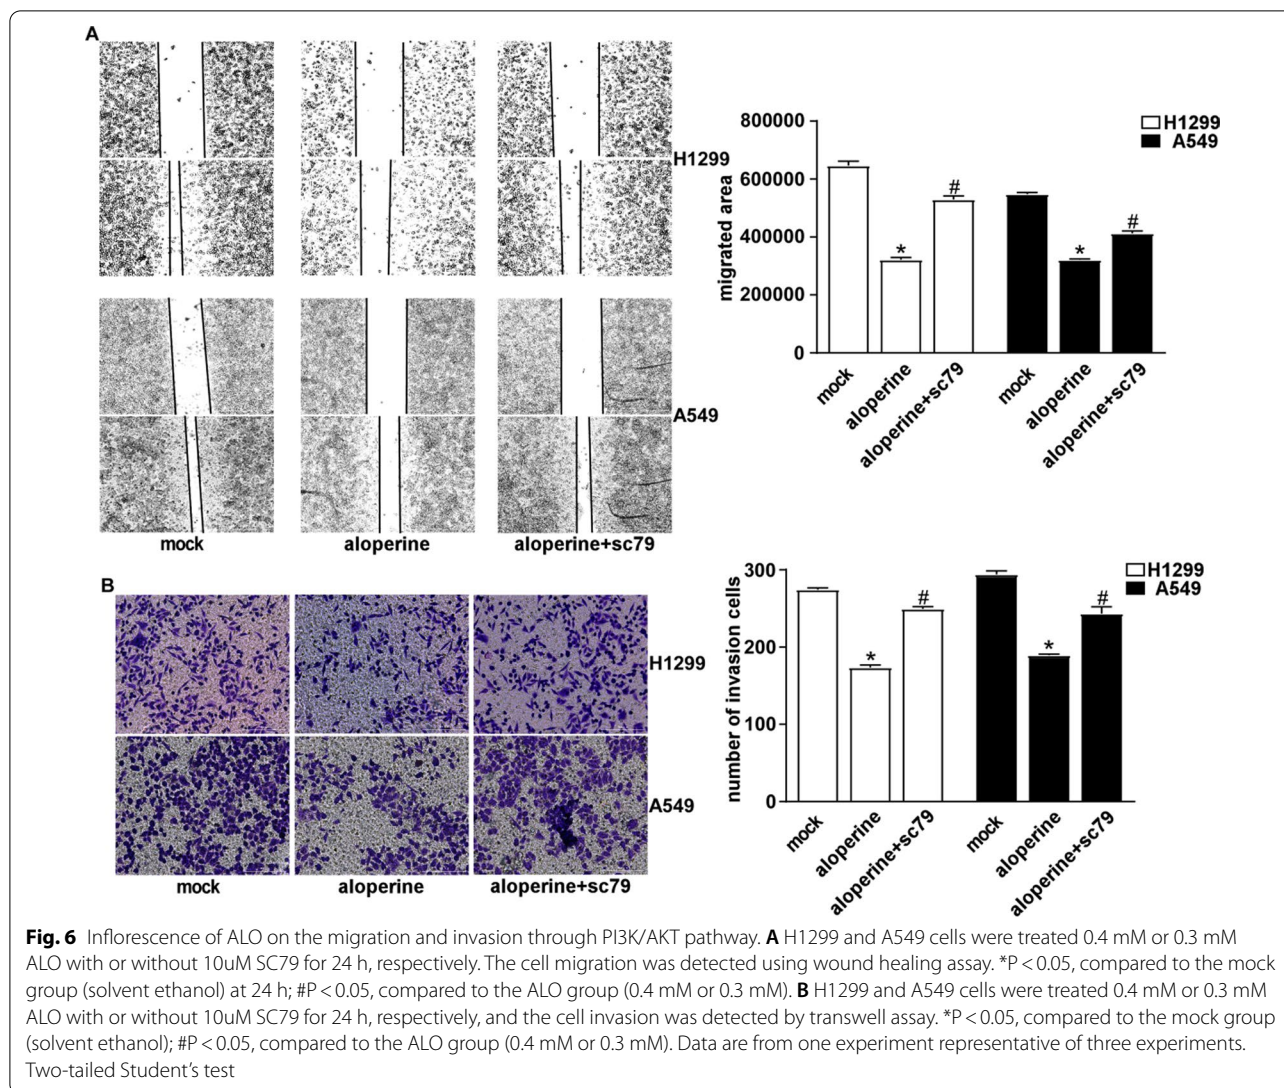 A
H1299
A549
mock
aloperine
aloperine+sc79
800000
600000
400000
200000
0
migrated area
H1299
A549
*
#
*
#
mock
aloperine
aloperine+sc79
mock
aloperine
aloperine+sc79
B
H1299
A549
mock
aloperine
aloperine+sc79
300
200
100
0
number of invasion cells
H1299
A549
*
#
*
#
mock
aloperine
aloperine+sc79
mock
aloperine
aloperine+sc79
Fig. 6 Inflorescence of ALO on the migration and invasion through PI3K/AKT pathway. A H1299 and A549 cells were treated 0.4 mM or 0.3 mM
ALO with or without 10uM SC79 for 24 h, respectively. The cell migration was detected using wound healing assay. *P < 0.05, compared to the mock
group (solvent ethanol) at 24 h; #P < 0.05, compared to the ALO group (0.4 mM or 0.3 mM). B H1299 and A549 cells were treated 0.4 mM or 0.3 mM
ALO with or without 10uM SC79 for 24 h, respectively, and the cell invasion was detected by transwell assay. *P < 0.05, compared to the mock group
(solvent ethanol); #P < 0.05, compared to the ALO group (0.4 mM or 0.3 mM). Data are from one experiment representative of three experiments.
Two-tailed Student's test